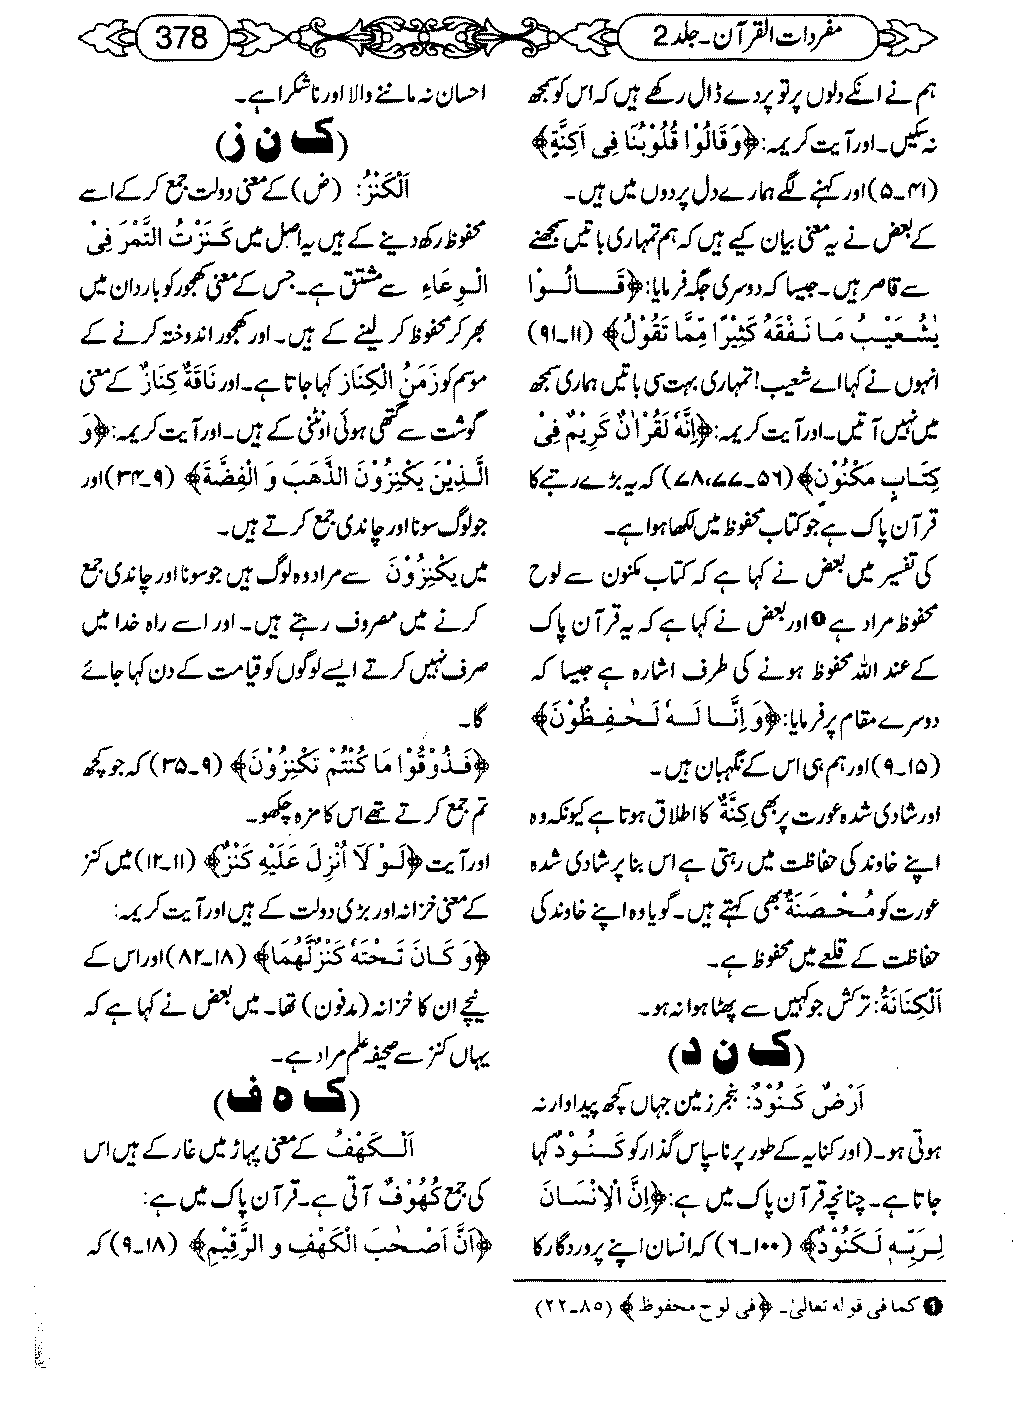 مفردات القرآن۔جلد 2
378
ہم نے انکے دلوں پر تو پردے ڈال رکھے ہیں کہ اس کو سمجھ
نہ سکیں۔ اور آیت کریمہ: ﴿وَقَالُوْا قُلُوْبُنَا فِی اَکِنَّةٍ﴾
(۴۱۔۵) اور کہنے لگے ہمارے دل پردوں میں ہیں۔
کے بعض نے یہ معنی بیان کیے ہیں کہ ہم تمہاری باتیں سمجھنے
سے قاصر ہیں۔ جیسا کہ دوسری جگہ فرمایا: ﴿قَالُوْا
یٰشُعَیْبُ مَا نَفْقَهُ کَثِیْرًا مِّمَّا تَقُوْلُ﴾ (۱۱۔۹۱)
انہوں نے کہا اے شعیب! تمہاری بہت سی باتیں ہماری سمجھ
میں نہیں آتیں۔ اور آیت کریمہ: ﴿اِنَّهٗ لَقُرْاٰنٌ کَرِیْمٌ فِیْ
کِتَابٍ مَکْنُوْنٍ﴾ (۵۶۔۷۷،۷۸) کہ یہ بڑے رتبے کا
قرآن پاک ہے جو کتاب محفوظ میں لکھا ہوا ہے۔
کی تفسیر میں بعض نے کہا ہے کہ کتاب مکنون سے لوح
محفوظ مراد ہے❶ اور بعض نے کہا ہے کہ یہ قرآن پاک
کے عند اللہ محفوظ ہونے کی طرف اشارہ ہے جیسا کہ
دوسرے مقام پر فرمایا: ﴿وَاِنَّا لَهٗ لَحٰفِظُوْنَ﴾
(۱۵۔۹) اور ہم ہی اس کے نگہبان ہیں۔
اور شادی شدہ عورت پر بھی کِنَّةٌ کا اطلاق ہوتا ہے کیونکہ وہ
اپنے خاوند کی حفاظت میں رہتی ہے اس بنا پر شادی شدہ
عورت کو مُحْصَنَةٌ بھی کہتے ہیں۔ گویا وہ اپنے خاوند کی
حفاظت کے قلعے میں محفوظ ہے۔
اَلْکِنَانَةُ: ترکش جو کہیں سے پھٹا ہوا نہ ہو۔
(ک ن د)
اَرْضٌ کَنُوْدٌ: بنجر زمین جہاں کچھ پیداوار نہ
ہوتی ہو۔ (اور کنایہ کے طور پر ناسپاس گذار کو کَنُوْدٌ کہا
جاتا ہے۔ چنانچہ قرآن پاک میں ہے: ﴿اِنَّ الْاِنْسَانَ
لِرَبِّهٖ لَکَنُوْدٌ﴾ (۱۰۰۔۶) کہ انسان اپنے پروردگار کا
❶ کما فی قوله تعالیٰ۔ ﴿فی لوح محفوظ﴾ (۸۵۔۲۲)
احسان نہ ماننے والا اور ناشکرا ہے۔
(ک ن ز)
اَلْکَنْزُ: (ض) کے معنی دولت جمع کر کے اسے
محفوظ رکھ دینے کے ہیں یہ اصل میں کَنَزْتُ التَّمْرَ فِیْ
الْوِعَاءِ سے مشتق ہے۔ جس کے معنی کھجور کو باردان میں
بھر کر محفوظ کر لینے کے ہیں۔ اور کھجور اندوختہ کرنے کے
موسم کو زَمَنُ الْکِنَازِ کہا جاتا ہے۔ اور نَاقَةٌ کِنَازٌ کے معنی
گوشت سے گتھی ہوئی اونٹنی کے ہیں۔ اور آیت کریمہ: ﴿وَ
الَّذِیْنَ یَکْنِزُوْنَ الذَّهَبَ وَ الْفِضَّةَ﴾ (۹۔۳۴) اور
جو لوگ سونا اور چاندی جمع کرتے ہیں۔
میں یَکْنِزُوْنَ سے مراد وہ لوگ ہیں جو سونا اور چاندی جمع
کرنے میں مصروف رہتے ہیں۔ اور اسے راہ خدا میں
صرف نہیں کرتے ایسے لوگوں کو قیامت کے دن کہا جائے
گا۔
﴿فَذُوْقُوْا مَا کُنْتُمْ تَکْنِزُوْنَ﴾ (۹۔۳۵) کہ جو کچھ
تم جمع کرتے تھے اس کا مزہ چکھو۔
اور آیت ﴿لَوْ لَآ اُنْزِلَ عَلَیْهِ کَنْزٌ﴾ (۱۱۔۱۲) میں کنز
کے معنی خزانہ اور بڑی دولت کے ہیں اور آیت کریمہ:
﴿وَ کَانَ تَحْتَهٗ کَنْزٌلَّهُمَا﴾ (۱۸۔۸۲) اور اس کے
نیچے ان کا خزانہ (مدفون) تھا۔ میں بعض نے کہا ہے کہ
یہاں کنز سے صحیفہ علم مراد ہے۔
(ک ہ ف)
اَلْکَهْفُ کے معنی پہاڑ میں غار کے ہیں اس
کی جمع کُهُوْفٌ آتی ہے۔ قرآن پاک میں ہے:
﴿اَنَّ اَصْحٰبَ الْکَهْفِ وَ الرَّقِیْمِ﴾ (۱۸۔۹) کہ